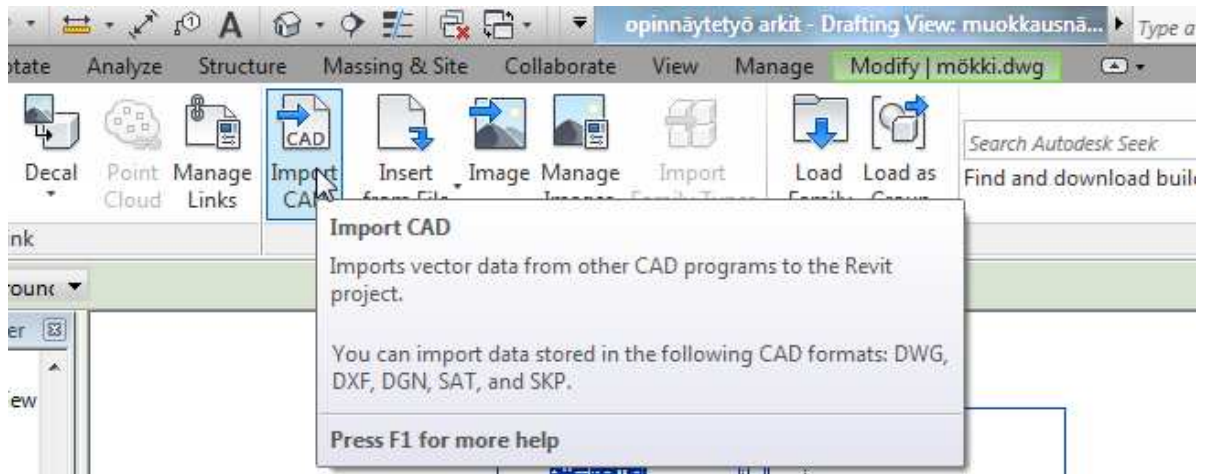 opinnäytetyö arkit - Drafting View: muokkausnä... Type a
otate Analyze Structure Massing & Site Collaborate View Manage Modify | mökki.dwg
CAD
Decal Point Cloud Manage Links Import CAD Insert from File Image Manage Images Import Family Types Load Family Load as Group
Search Autodesk Seek
Find and download buil
nk
Import CAD
Imports vector data from other CAD programs to the Revit
project.
You can import data stored in the following CAD formats: DWG,
DXF, DGN, SAT, and SKP.
Press F1 for more help
er
ew